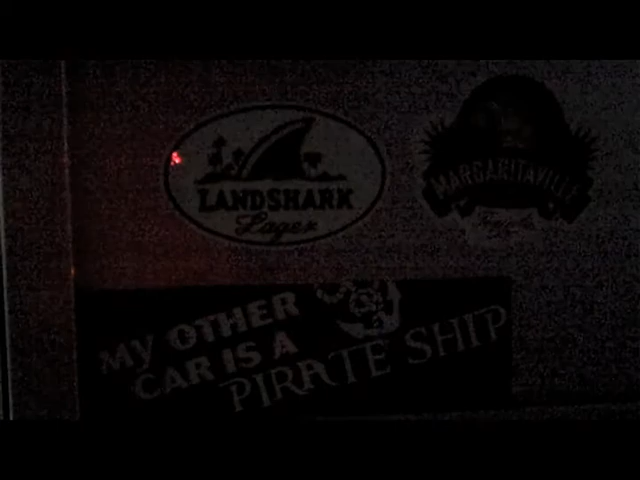 LANDSHARK
Lager
MARGARITAVILLE
MY OTHER
CAR IS A
PIRATE SHIP